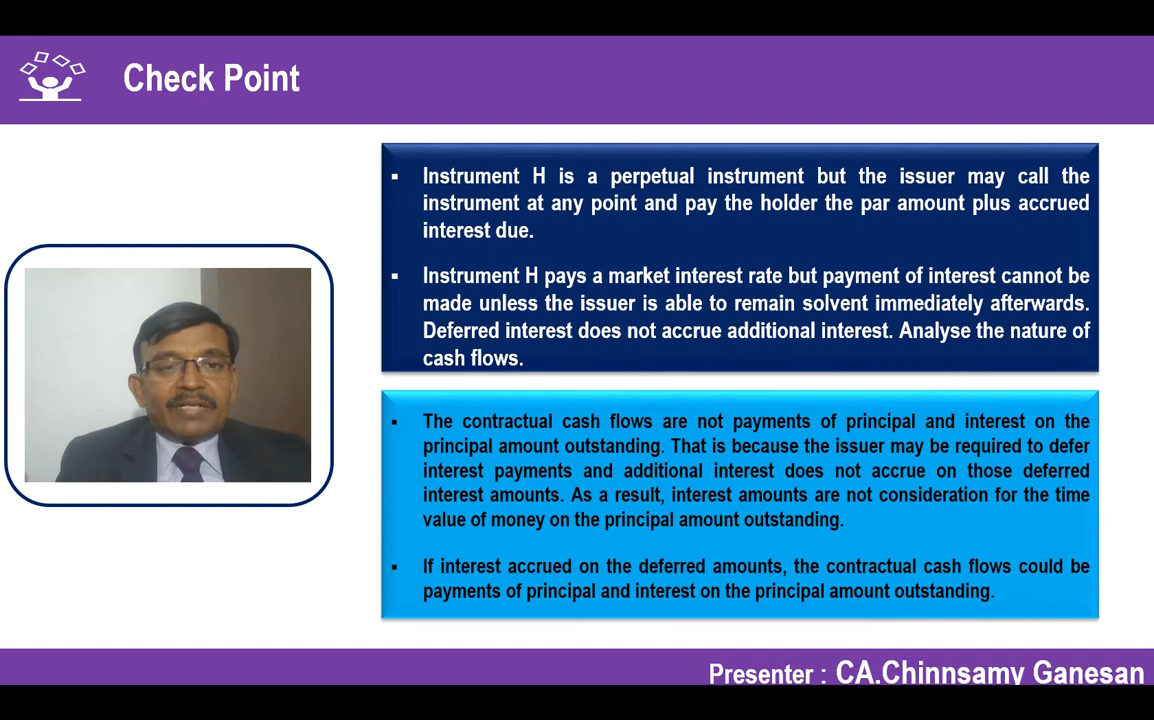 Check Point
▪ Instrument H is a perpetual instrument but the issuer may call the
instrument at any point and pay the holder the par amount plus accrued
interest due.
▪ Instrument H pays a market interest rate but payment of interest cannot be
made unless the issuer is able to remain solvent immediately afterwards.
Deferred interest does not accrue additional interest. Analyse the nature of
cash flows.
▪ The contractual cash flows are not payments of principal and interest on the
principal amount outstanding. That is because the issuer may be required to defer
interest payments and additional interest does not accrue on those deferred
interest amounts. As a result, interest amounts are not consideration for the time
value of money on the principal amount outstanding.
▪ If interest accrued on the deferred amounts, the contractual cash flows could be
payments of principal and interest on the principal amount outstanding.
Presenter : CA.Chinnsamy Ganesan